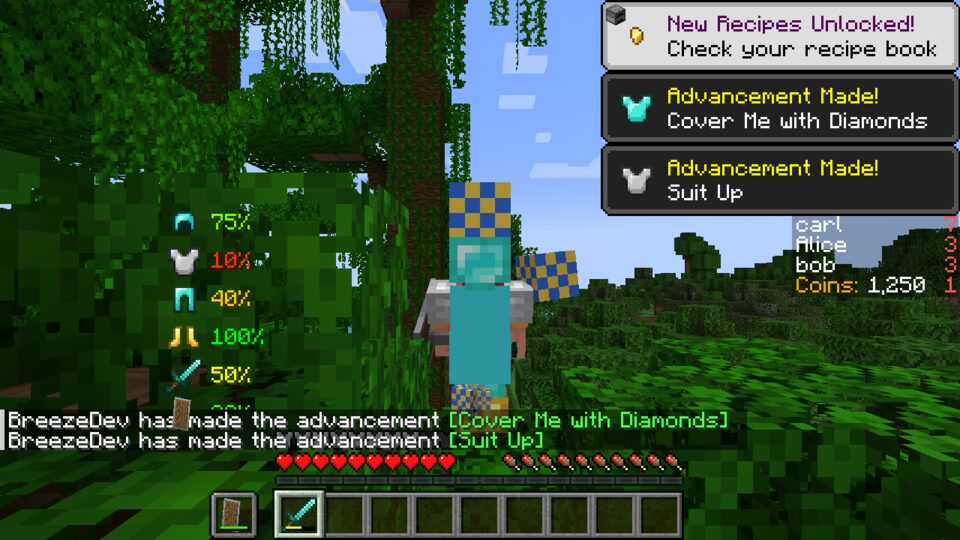 New Recipes Unlocked!
Check your recipe book
Advancement Made!
Cover Me with Diamonds
Advancement Made!
Suit Up
carl 7
Alice 3
bob 3
Coins: 1,250 1
75%
10%
40%
100%
50%
BreezeDev has made the advancement [Cover Me with Diamonds]
BreezeDev has made the advancement [Suit Up]